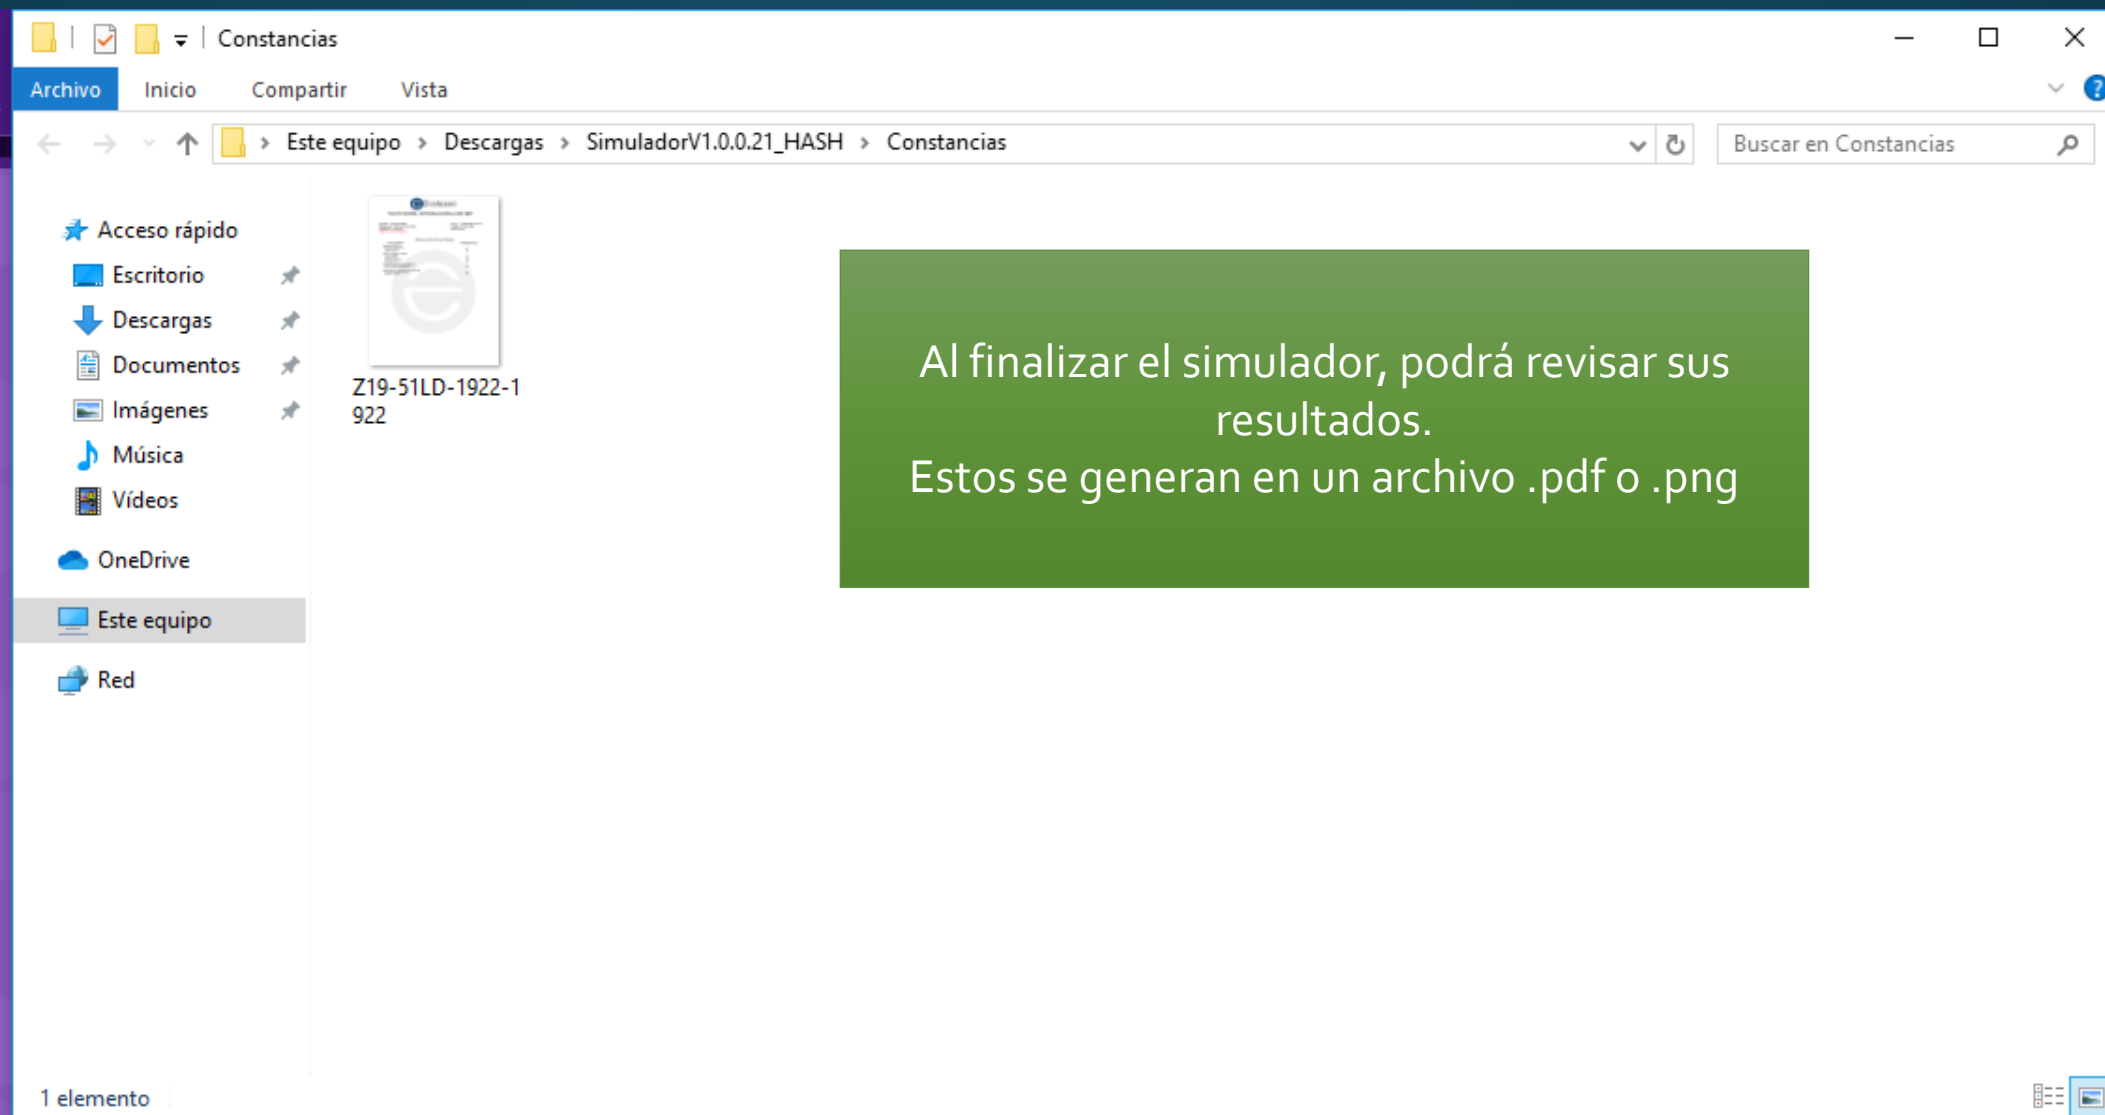 Constancias
Archivo Inicio Compartir Vista
Este equipo > Descargas > SimuladorV1.0.0.21_HASH > Constancias
Buscar en Constancias
Acceso rápido
Escritorio
Descargas
Documentos
Imágenes
Música
Vídeos
OneDrive
Este equipo
Red
Z19-51LD-1922-1
922
Al finalizar el simulador, podrá revisar sus
resultados.
Estos se generan en un archivo .pdf o .png
1 elemento